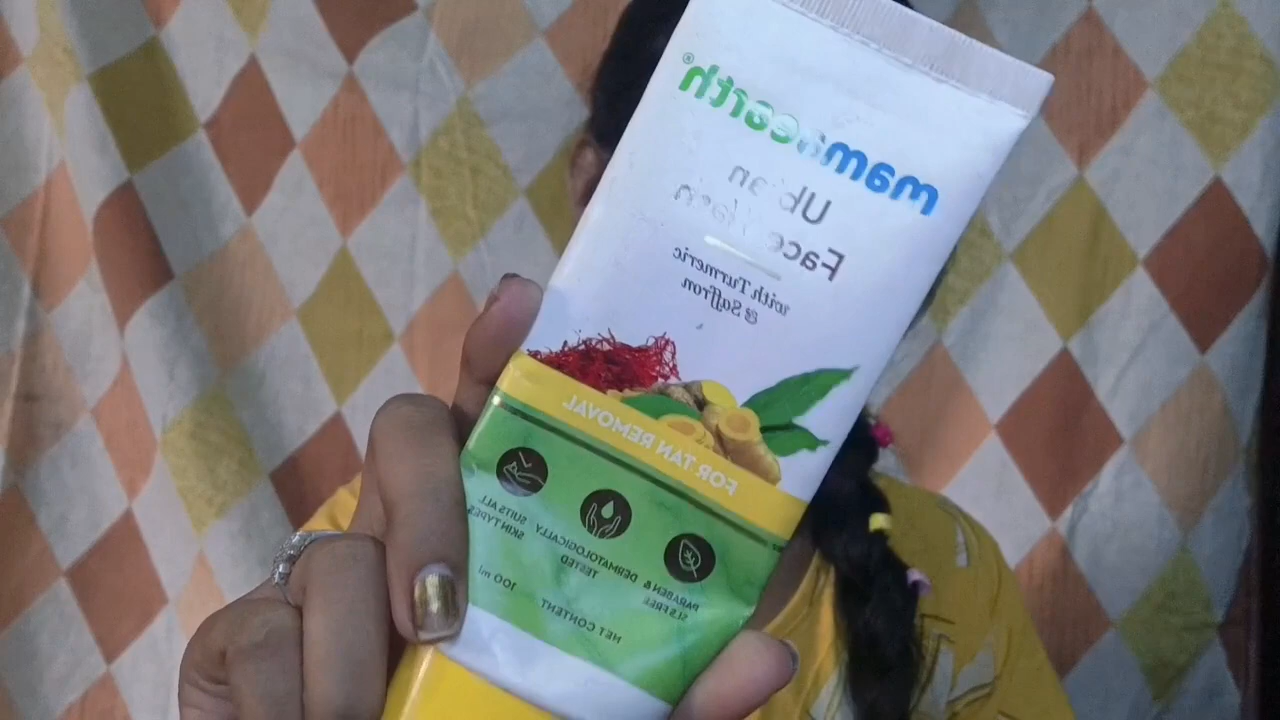 mamaearth®
Ubtan
Face Wash
with Turmeric
& Saffron
FOR TAN REMOVAL
SUITS ALL
SKIN TYPES
DERMATOLOGICALLY
TESTED
PARABEN &
SLS FREE
NET CONTENT 100 ml